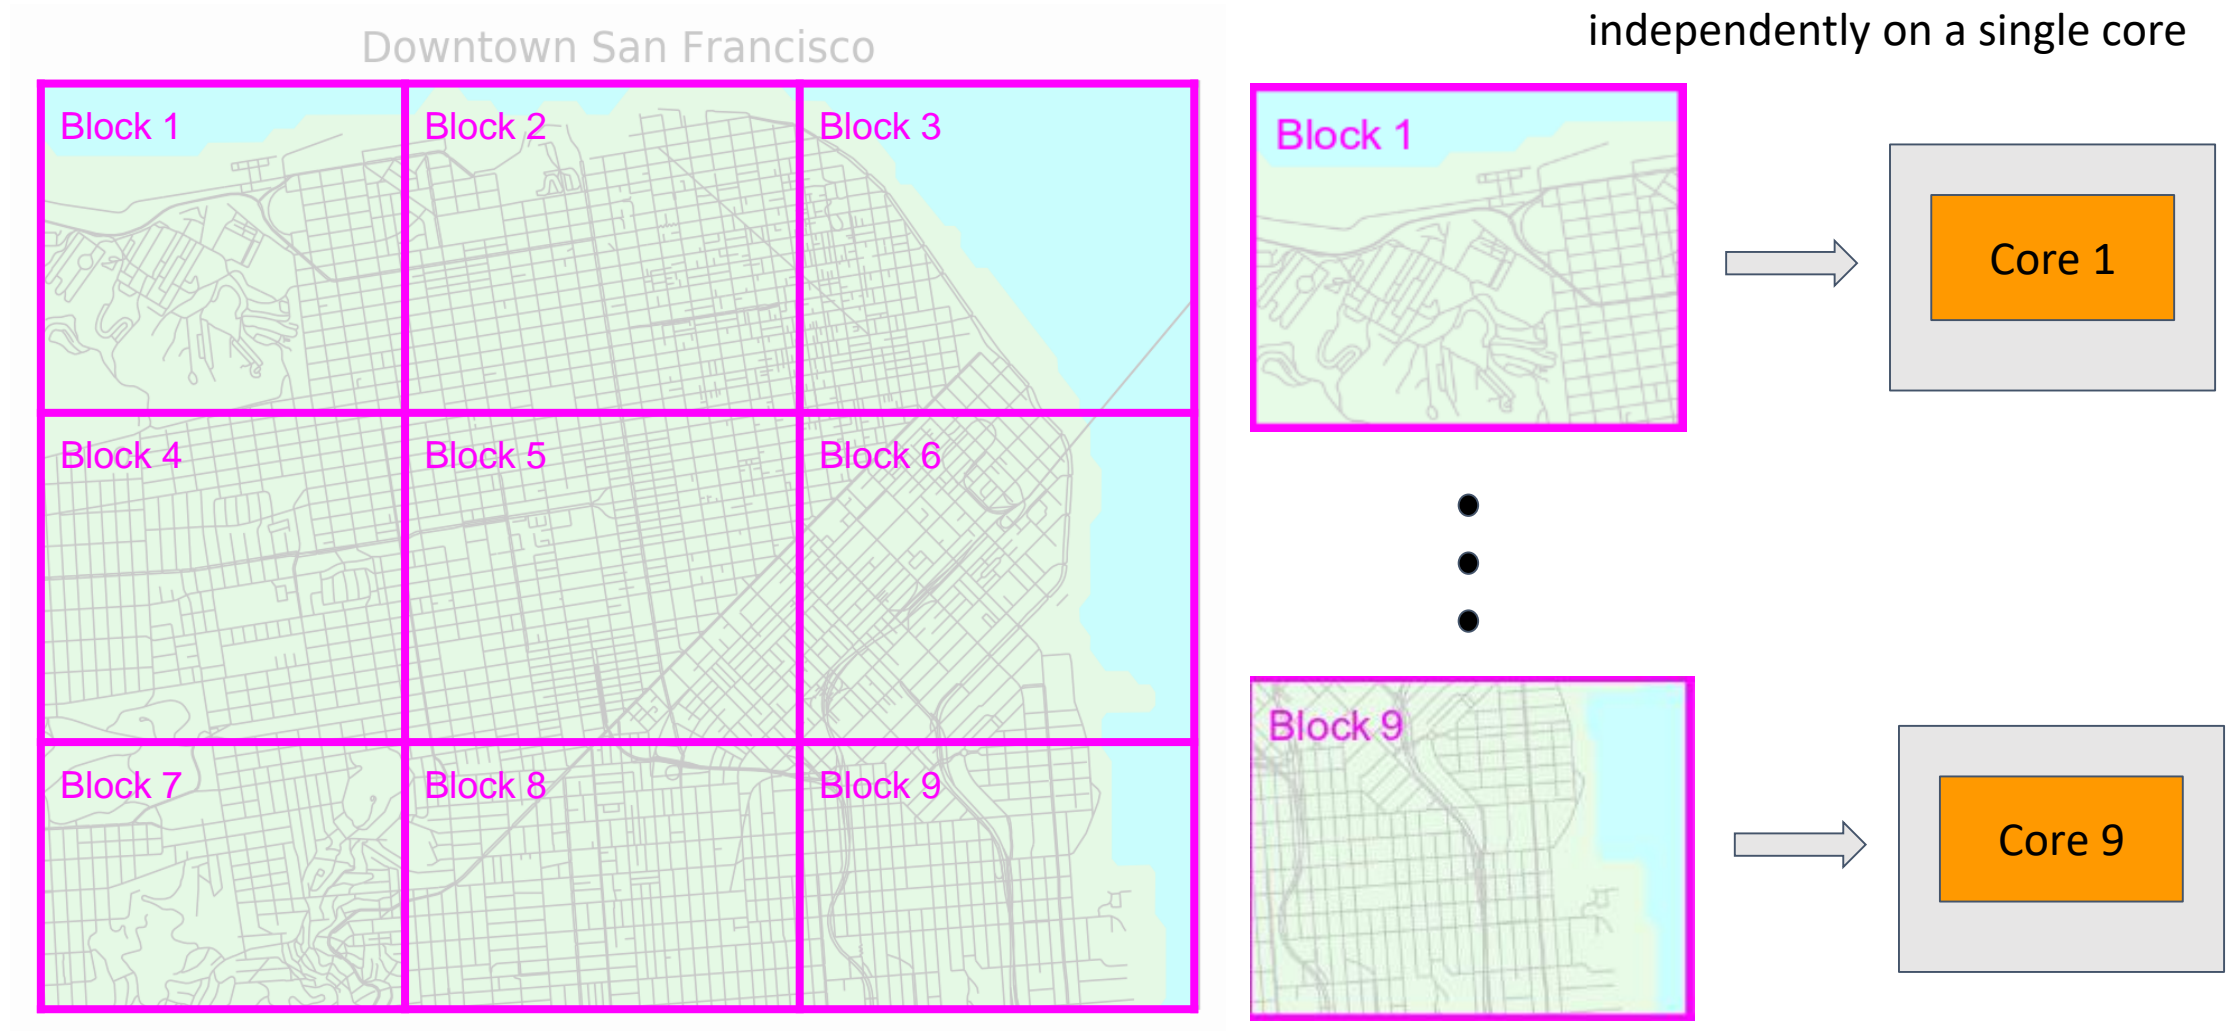 Downtown San Francisco
Block 1
Block 2
Block 3
Block 4
Block 5
Block 6
Block 7
Block 8
Block 9
independently on a single core
Block 1
Core 1
Block 9
Core 9